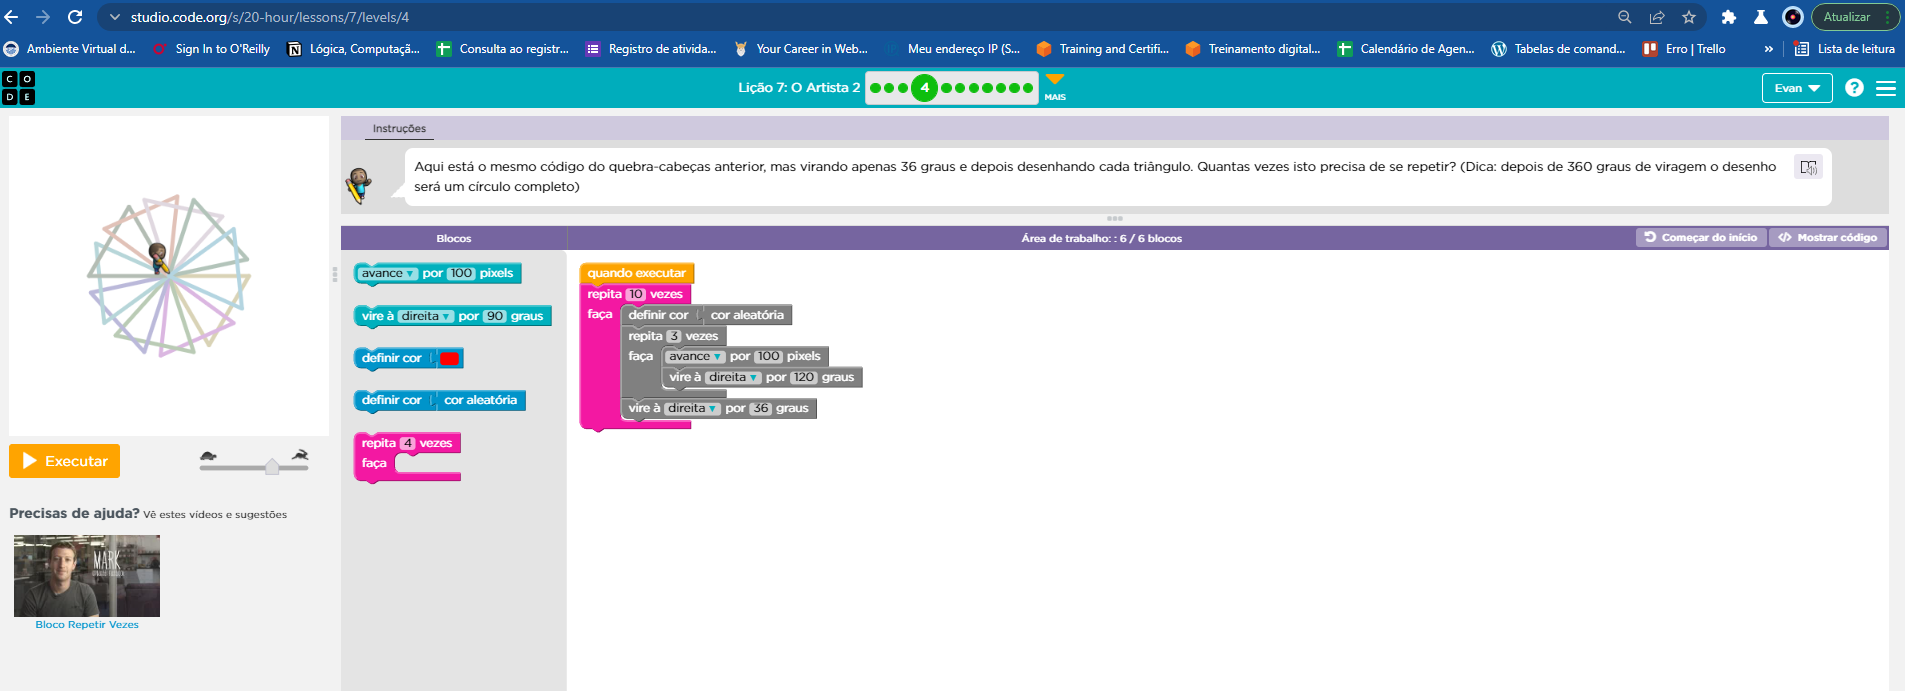 studio.code.org/s/20-hour/lessons/7/levels/4
Atualizar
Ambiente Virtual d...
Sign In to O'Reilly
Lógica, Computaçã...
Consulta ao registr...
Registro de ativida...
Your Career in Web...
Meu endereço IP (S...
Training and Certifi...
Treinamento digital...
Calendário de Agen...
Tabelas de comand...
Erro | Trello
»
Lista de leitura
C O
D E
Lição 7: O Artista 2
4
MAIS
Evan
?
Instruções
Aqui está o mesmo código do quebra-cabeças anterior, mas virando apenas 36 graus e depois desenhando cada triângulo. Quantas vezes isto precisa de se repetir? (Dica: depois de 360 graus de viragem o desenho
será um círculo completo)
Blocos
Área de trabalho: : 6 / 6 blocos
Começar do início
Mostrar código
avance por 100 pixels
vire à direita por 90 graus
definir cor
definir cor cor aleatória
repita 4 vezes
faça
quando executar
repita 10 vezes
faça definir cor cor aleatória
repita 3 vezes
faça avance por 100 pixels
vire à direita por 120 graus
vire à direita por 36 graus
Executar
Precisas de ajuda? Vê estes vídeos e sugestões
MARK
Bloco Repetir Vezes